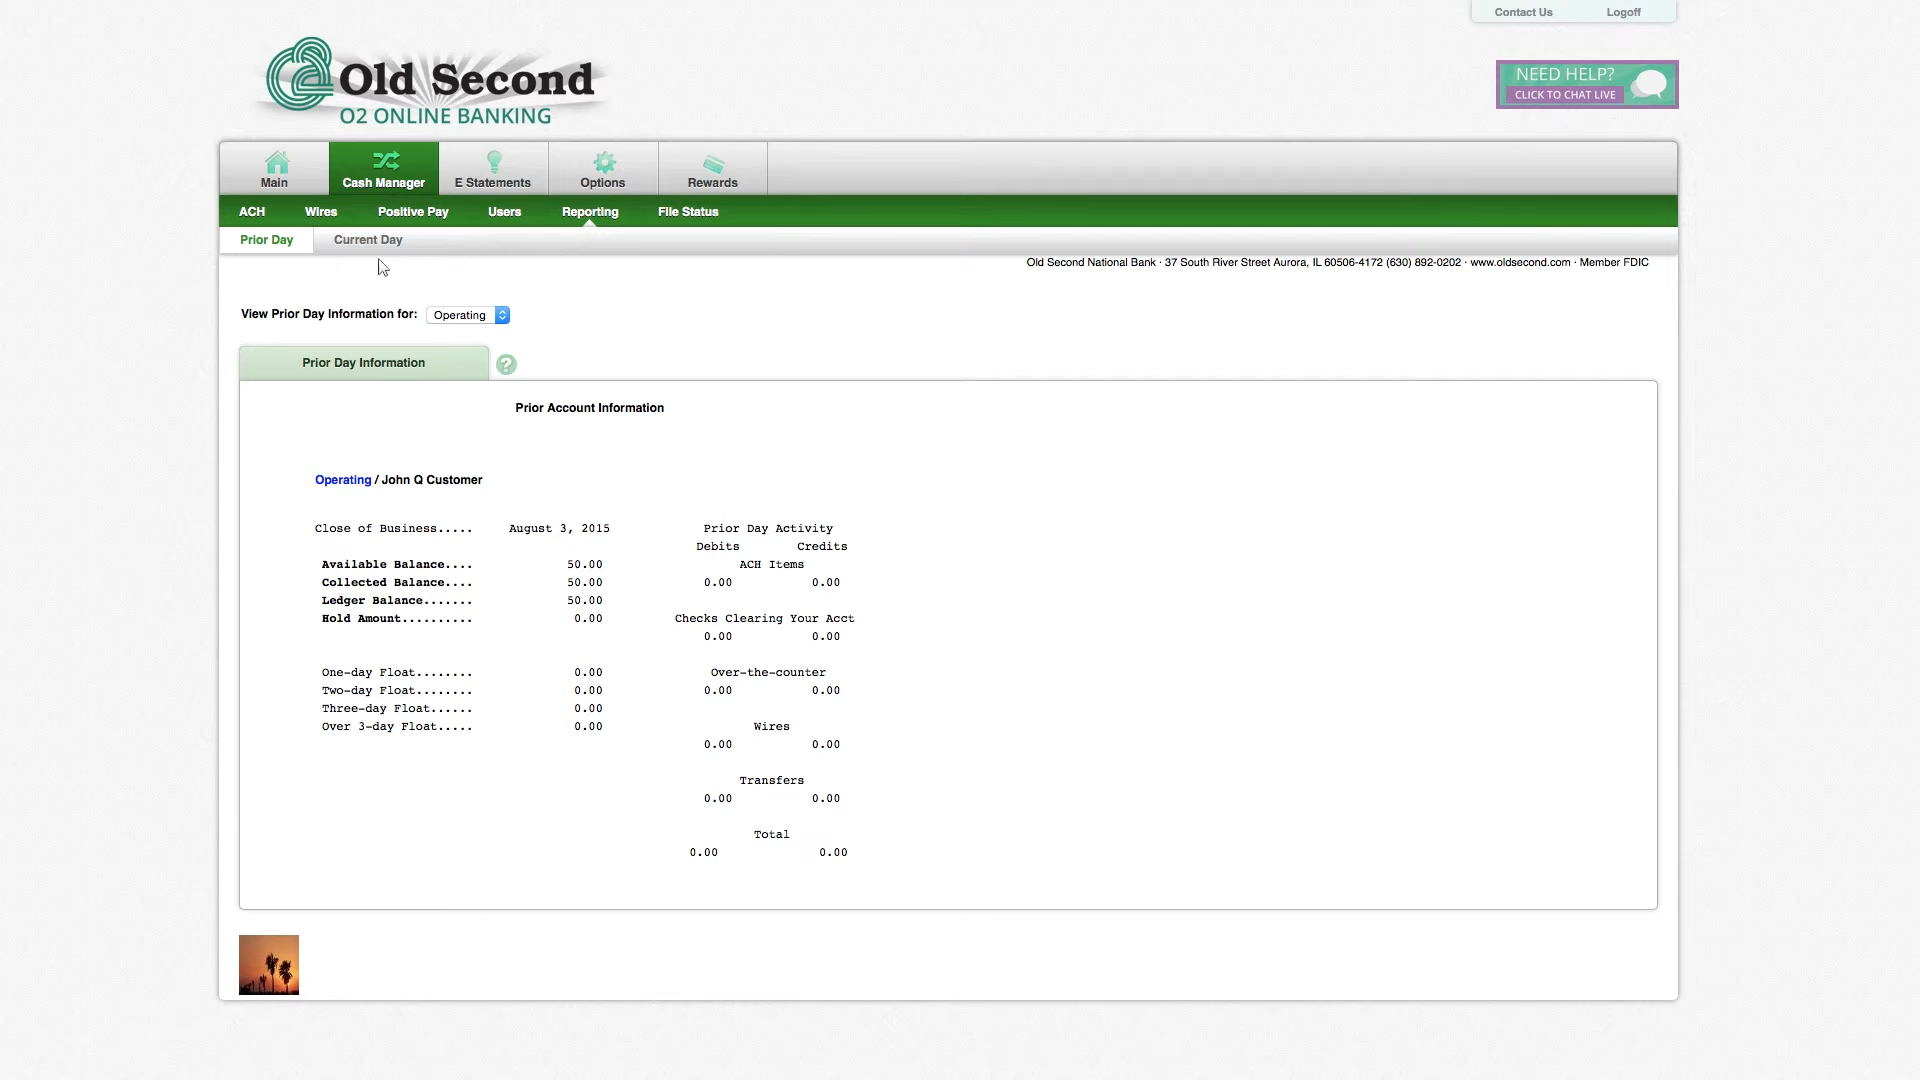 Contact Us Logoff
Old Second
O2 ONLINE BANKING
NEED HELP?
CLICK TO CHAT LIVE
Main Cash Manager E Statements Options Rewards
ACH Wires Positive Pay Users Reporting File Status
Prior Day Current Day
Old Second National Bank · 37 South River Street Aurora, IL 60506-4172 (630) 892-0202 · www.oldsecond.com · Member FDIC
View Prior Day Information for: Operating
Prior Day Information ?
Prior Account Information
Operating / John Q Customer
Close of Business..... August 3, 2015 Prior Day Activity
Debits Credits
Available Balance.... 50.00 ACH Items
Collected Balance.... 50.00 0.00 0.00
Ledger Balance....... 50.00
Hold Amount.......... 0.00 Checks Clearing Your Acct
0.00 0.00
One-day Float........ 0.00 Over-the-counter
Two-day Float........ 0.00 0.00 0.00
Three-day Float...... 0.00
Over 3-day Float..... 0.00 Wires
0.00 0.00
Transfers
0.00 0.00
Total
0.00 0.00